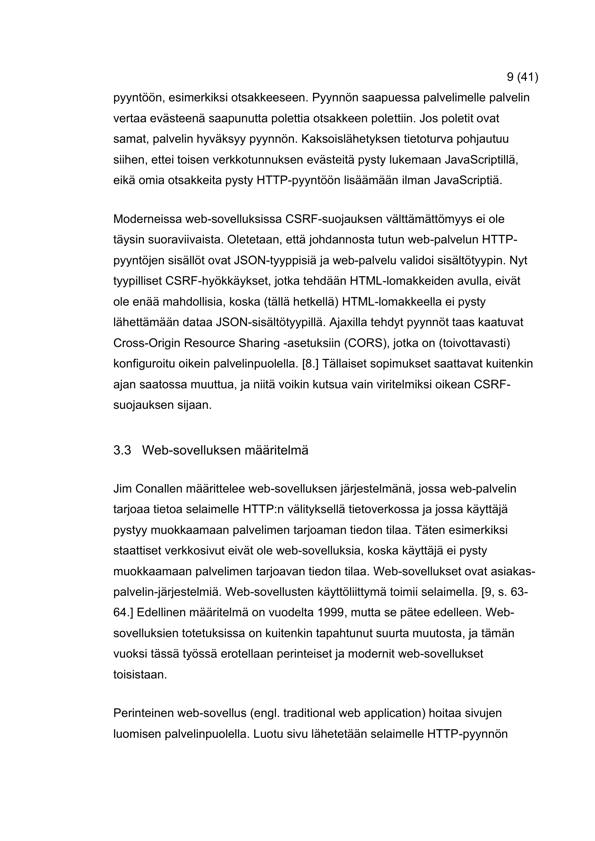 9 (41)
pyyntöön, esimerkiksi otsakkeeseen. Pyynnön saapuessa palvelimelle palvelin
vertaa evästeenä saapunutta polettia otsakkeen polettiin. Jos poletit ovat
samat, palvelin hyväksyy pyynnön. Kaksoislähetyksen tietoturva pohjautuu
siihen, ettei toisen verkkotunnuksen evästeitä pysty lukemaan JavaScriptillä,
eikä omia otsakkeita pysty HTTP-pyyntöön lisäämään ilman JavaScriptiä.
Moderneissa web-sovelluksissa CSRF-suojauksen välttämättömyys ei ole
täysin suoraviivaista. Oletetaan, että johdannosta tutun web-palvelun HTTP-
pyyntöjen sisällöt ovat JSON-tyyppisiä ja web-palvelu validoi sisältötyypin. Nyt
tyypilliset CSRF-hyökkäykset, jotka tehdään HTML-lomakkeiden avulla, eivät
ole enää mahdollisia, koska (tällä hetkellä) HTML-lomakkeella ei pysty
lähettämään dataa JSON-sisältötyypillä. Ajaxilla tehdyt pyynnöt taas kaatuvat
Cross-Origin Resource Sharing -asetuksiin (CORS), jotka on (toivottavasti)
konfiguroitu oikein palvelinpuolella. [8.] Tällaiset sopimukset saattavat kuitenkin
ajan saatossa muuttua, ja niitä voikin kutsua vain viritelmiksi oikean CSRF-
suojauksen sijaan.
3.3 Web-sovelluksen määritelmä
Jim Conallen määrittelee web-sovelluksen järjestelmänä, jossa web-palvelin
tarjoaa tietoa selaimelle HTTP:n välityksellä tietoverkossa ja jossa käyttäjä
pystyy muokkaamaan palvelimen tarjoaman tiedon tilaa. Täten esimerkiksi
staattiset verkkosivut eivät ole web-sovelluksia, koska käyttäjä ei pysty
muokkaamaan palvelimen tarjoavan tiedon tilaa. Web-sovellukset ovat asiakas-
palvelin-järjestelmiä. Web-sovellusten käyttöliittymä toimii selaimella. [9, s. 63-
64.] Edellinen määritelmä on vuodelta 1999, mutta se pätee edelleen. Web-
sovelluksien totetuksissa on kuitenkin tapahtunut suurta muutosta, ja tämän
vuoksi tässä työssä erotellaan perinteiset ja modernit web-sovellukset
toisistaan.
Perinteinen web-sovellus (engl. traditional web application) hoitaa sivujen
luomisen palvelinpuolella. Luotu sivu lähetetään selaimelle HTTP-pyynnön